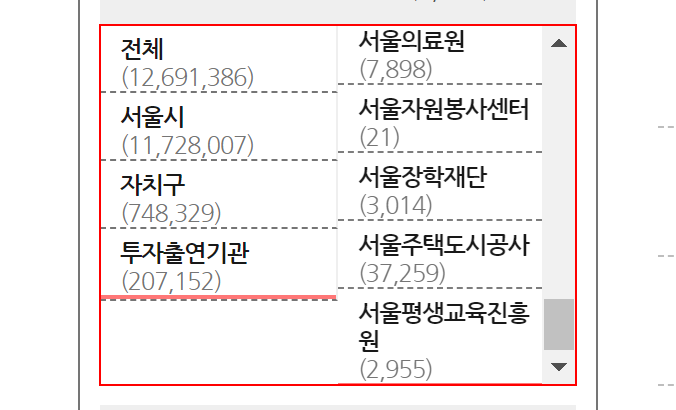 전체
(12,691,386)
서울시
(11,728,007)
자치구
(748,329)
투자출연기관
(207,152)
서울의료원
(7,898)
서울자원봉사센터
(21)
서울장학재단
(3,014)
서울주택도시공사
(37,259)
서울평생교육진흥
원
(2,955)